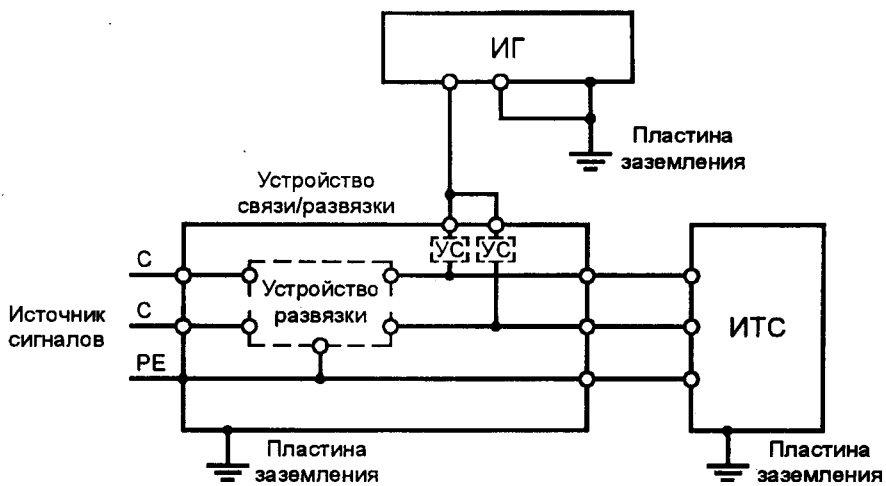 ИГ
Пластина
заземления
Устройство
связи/развязки
УС
УС
С
Устройство
развязки
Источник
сигналов
С
ИТС
PE
Пластина
заземления
Пластина
заземления